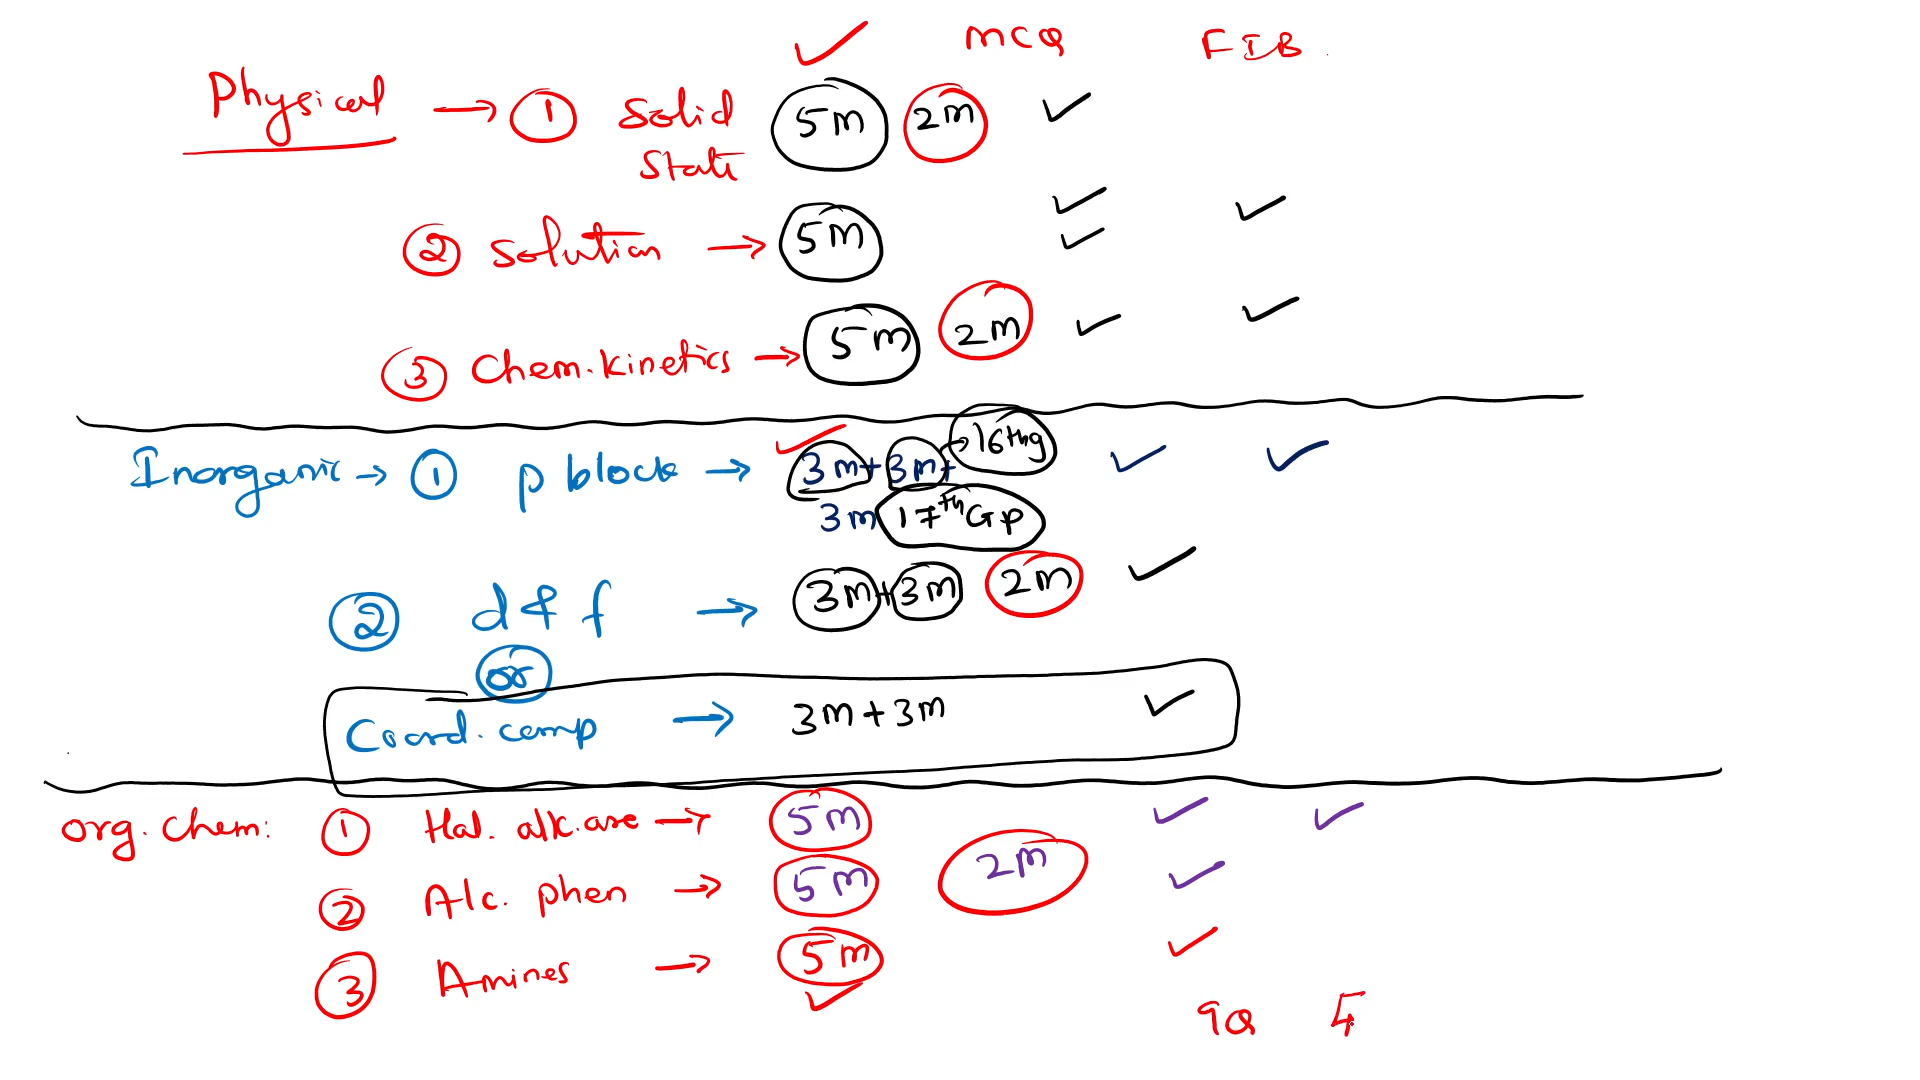 MCQ FIB
Physical → ① Solid State 5m 2m ✓
② Solution → 5m ✓ ✓ ✓
③ Chem. kinetics → 5m 2m ✓ ✓
Inorganic → ① p block → 3m + 3m + → 16th g ✓ ✓
3m 17th Gp
② d & f → 3m + 3m 2m ✓
or
Coord. comp → 3m + 3m ✓
Org. Chem: ① Hal. alk. are → 5m ✓ ✓
② Alc. phen → 5m 2m ✓
③ Amines → 5m ✓
9Q